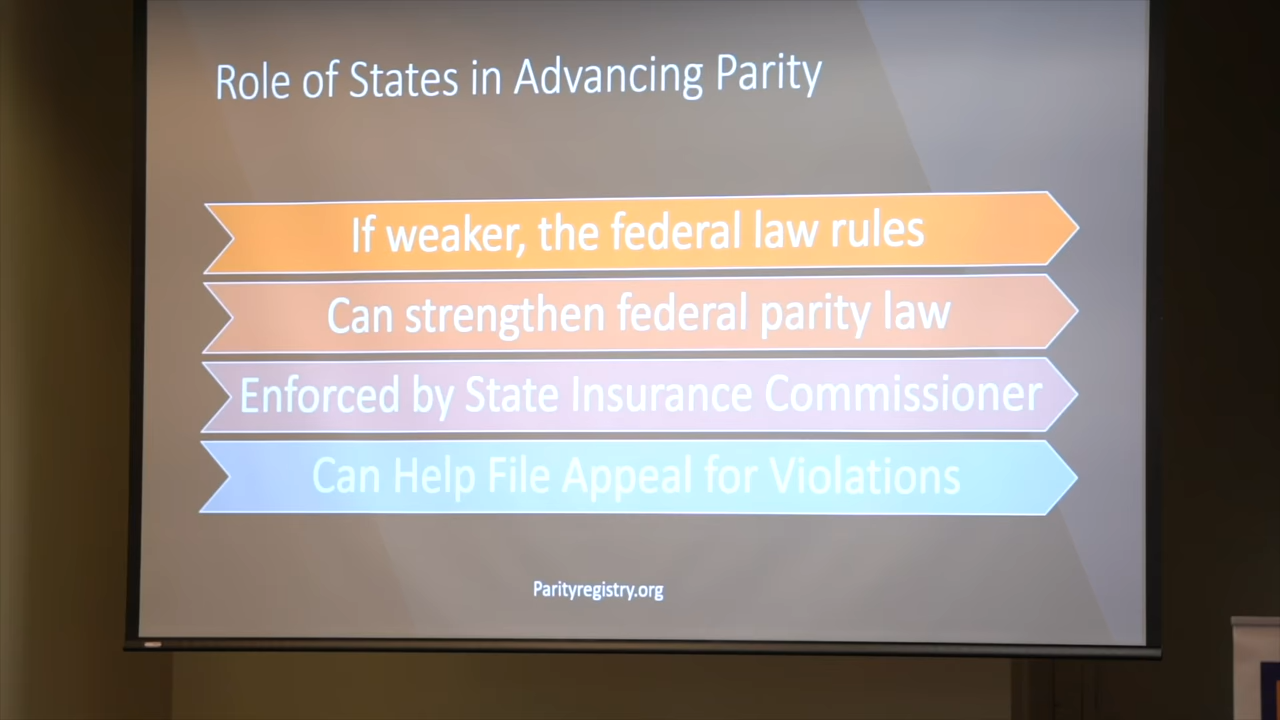 Role of States in Advancing Parity
If weaker, the federal law rules
Can strengthen federal parity law
Enforced by State Insurance Commissioner
Can Help File Appeal for Violations
Parityregistry.org